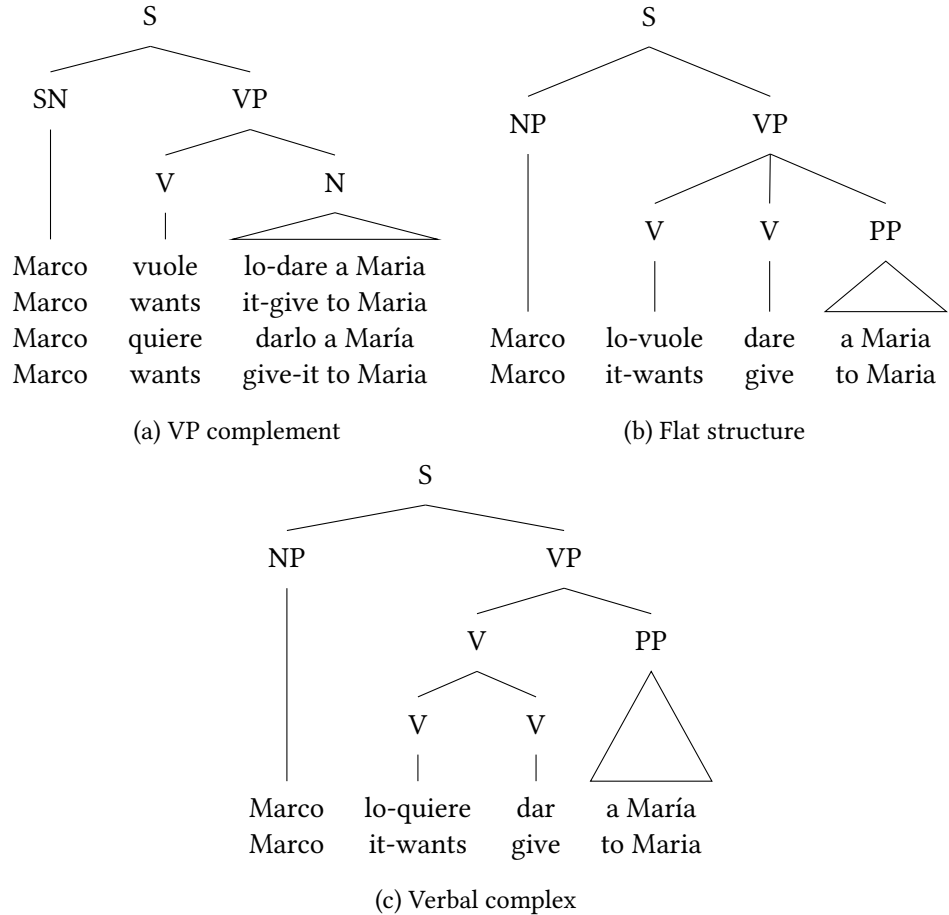 S
SN VP
V N
Marco vuole lo-dare a Maria
Marco wants it-give to Maria
Marco quiere darlo a María
Marco wants give-it to Maria
(a) VP complement
S
NP VP
V V PP
Marco lo-vuole dare a Maria
Marco it-wants give to Maria
(b) Flat structure
S
NP VP
V PP
V V
Marco lo-quiere dar a María
Marco it-wants give to Maria
(c) Verbal complex